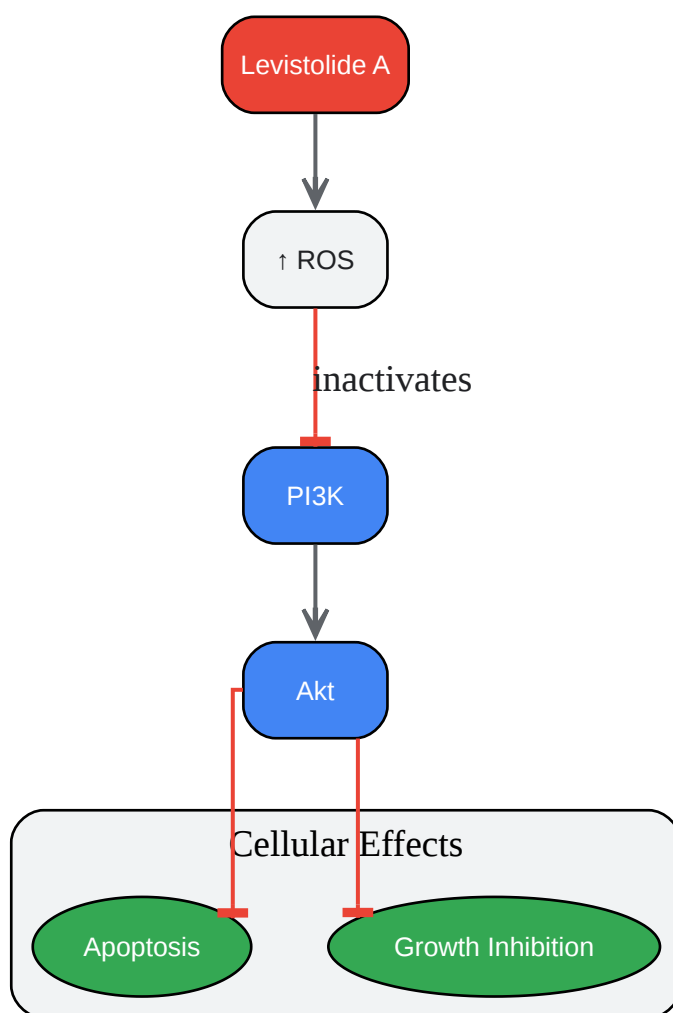 Levistolide A
↑ ROS
inactivates
PI3K
Akt
Cellular Effects
Apoptosis
Growth Inhibition